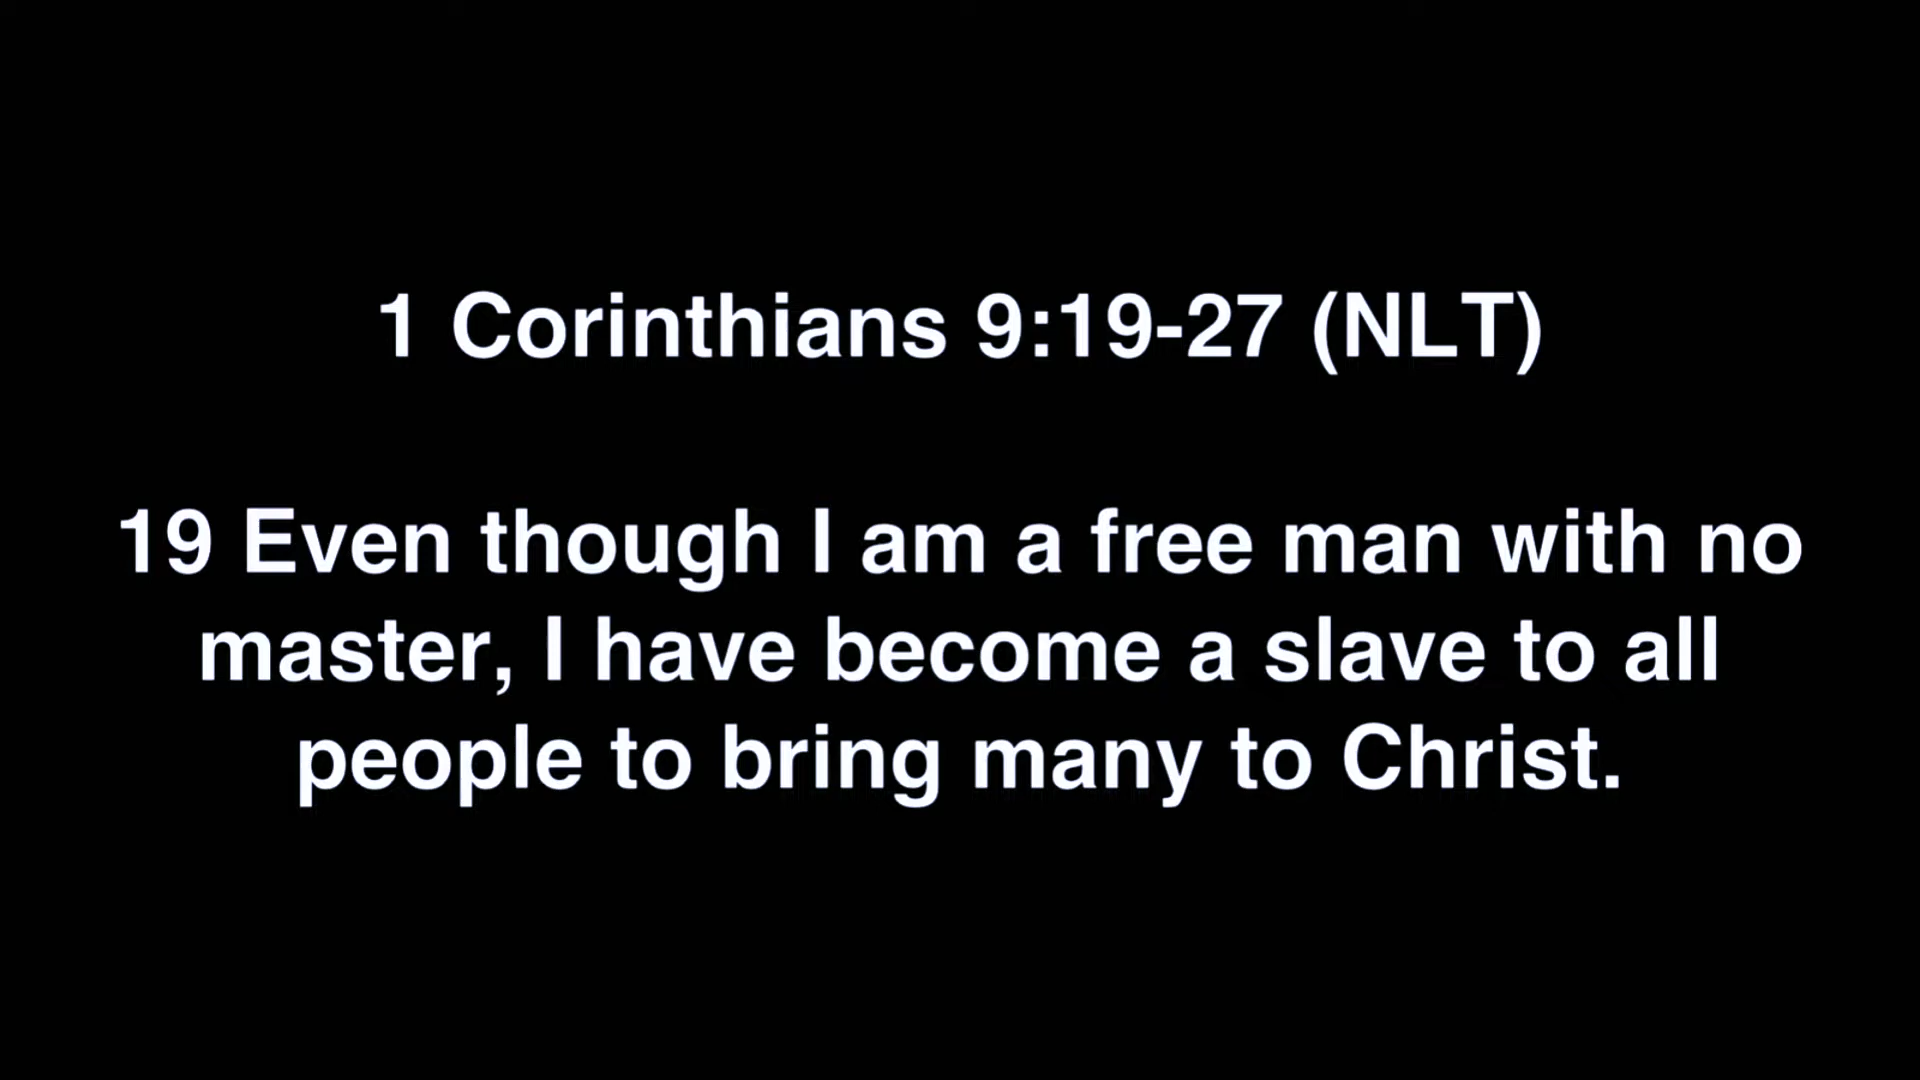 1 Corinthians 9:19-27 (NLT)
19 Even though I am a free man with no
master, I have become a slave to all
people to bring many to Christ.